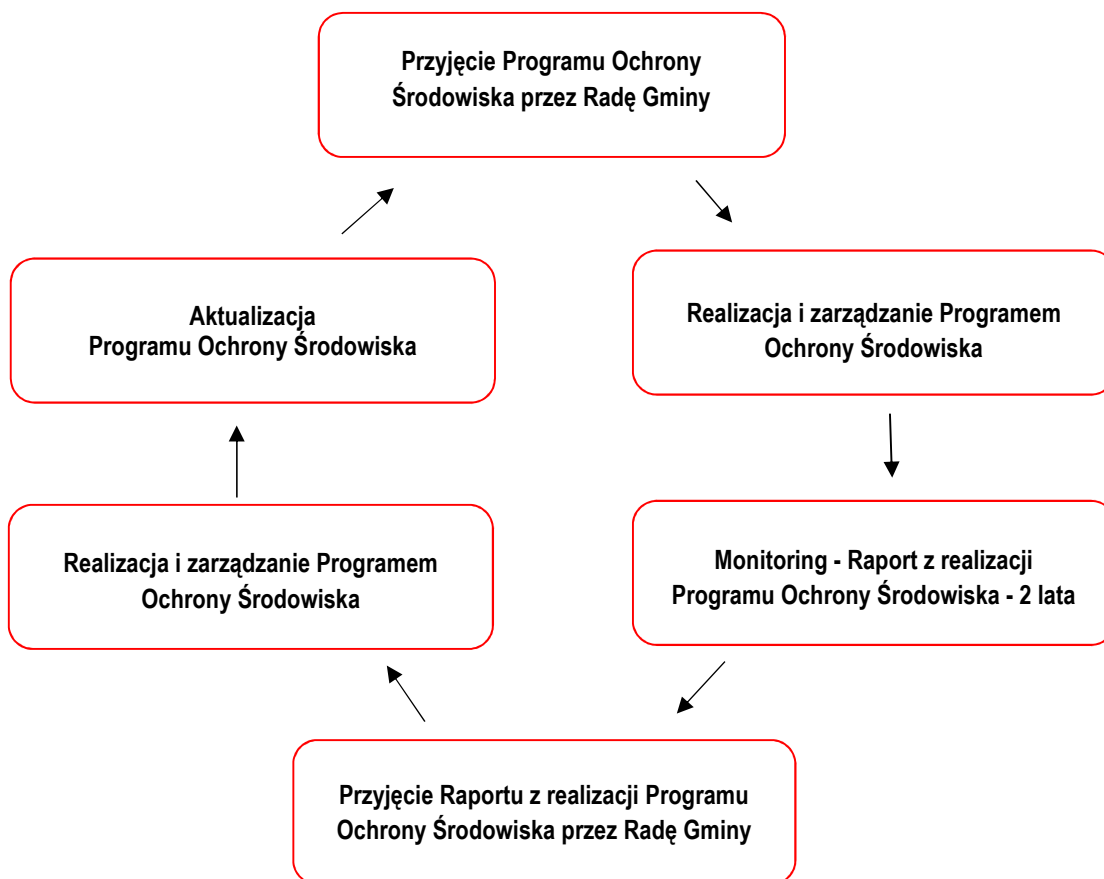 Przyjęcie Programu Ochrony
Środowiska przez Radę Gminy
Aktualizacja
Programu Ochrony Środowiska
Realizacja i zarządzanie Programem
Ochrony Środowiska
Realizacja i zarządzanie Programem
Ochrony Środowiska
Monitoring - Raport z realizacji
Programu Ochrony Środowiska - 2 lata
Przyjęcie Raportu z realizacji Programu
Ochrony Środowiska przez Radę Gminy